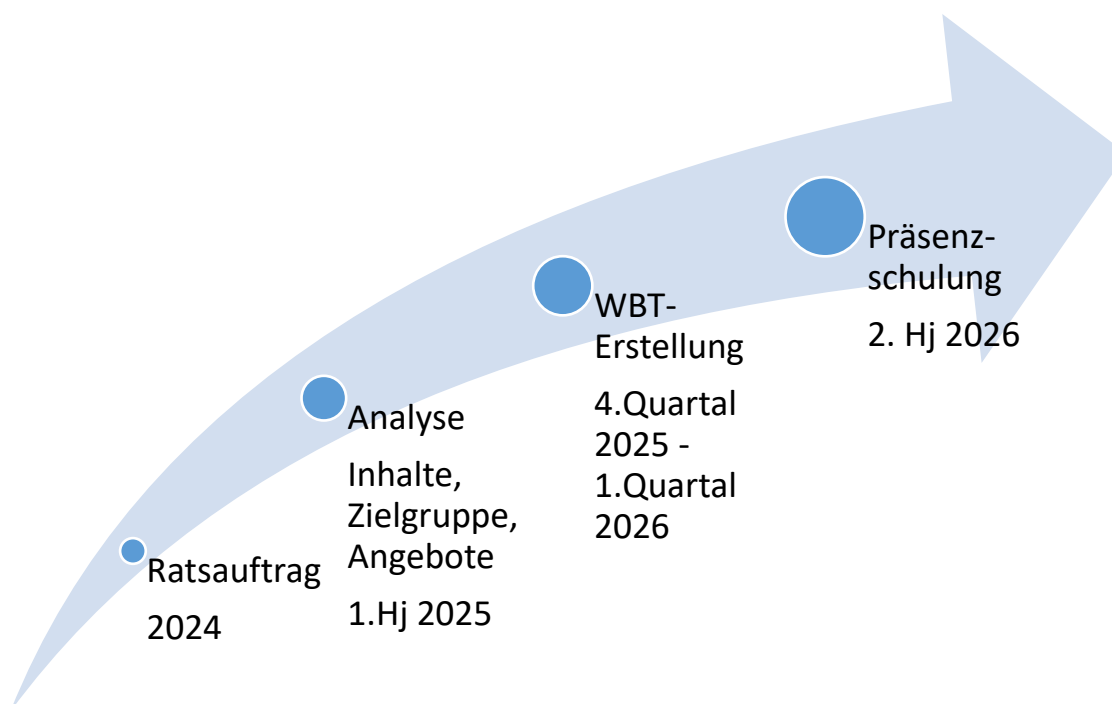 Ratsauftrag
2024
Analyse
Inhalte,
Zielgruppe,
Angebote
1.Hj 2025
WBT-
Erstellung
4.Quartal
2025 -
1.Quartal
2026
Präsenz-
schulung
2. Hj 2026